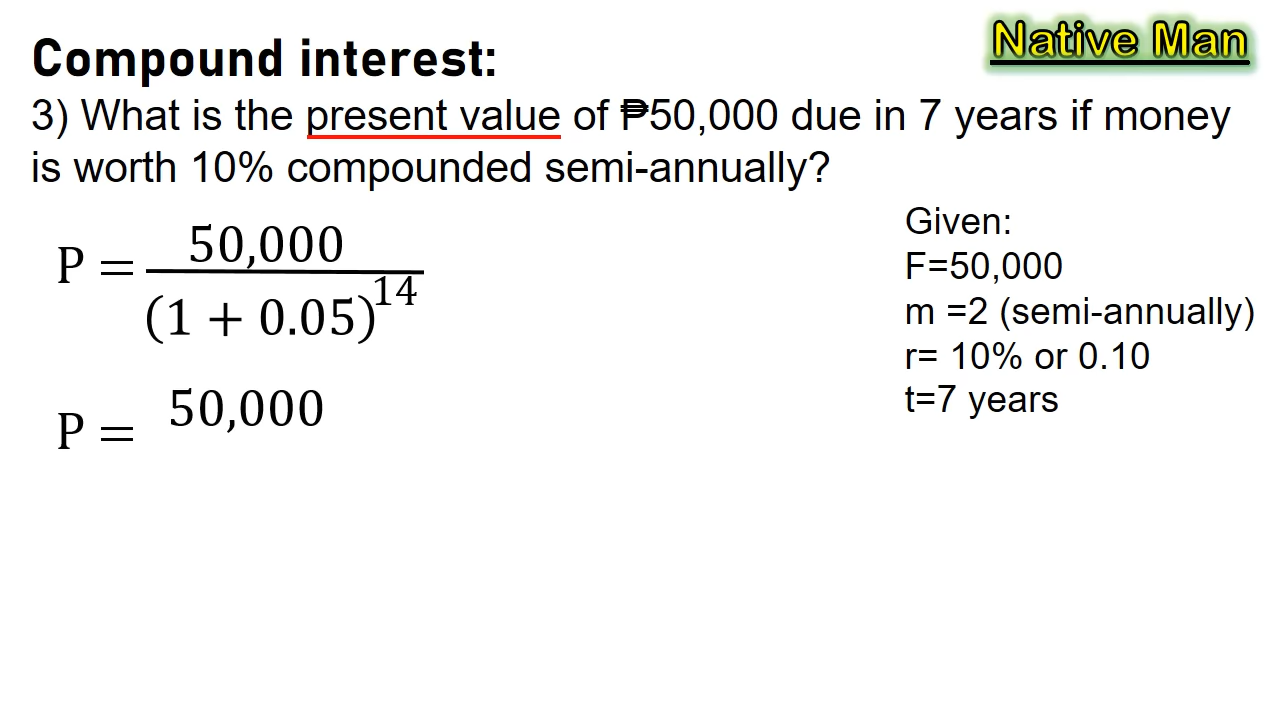 Native Man
Compound interest:
3) What is the present value of ₱50,000 due in 7 years if money
is worth 10% compounded semi-annually?
P = 50,000
(1 + 0.05)^14
P = 50,000
Given:
F=50,000
m =2 (semi-annually)
r= 10% or 0.10
t=7 years